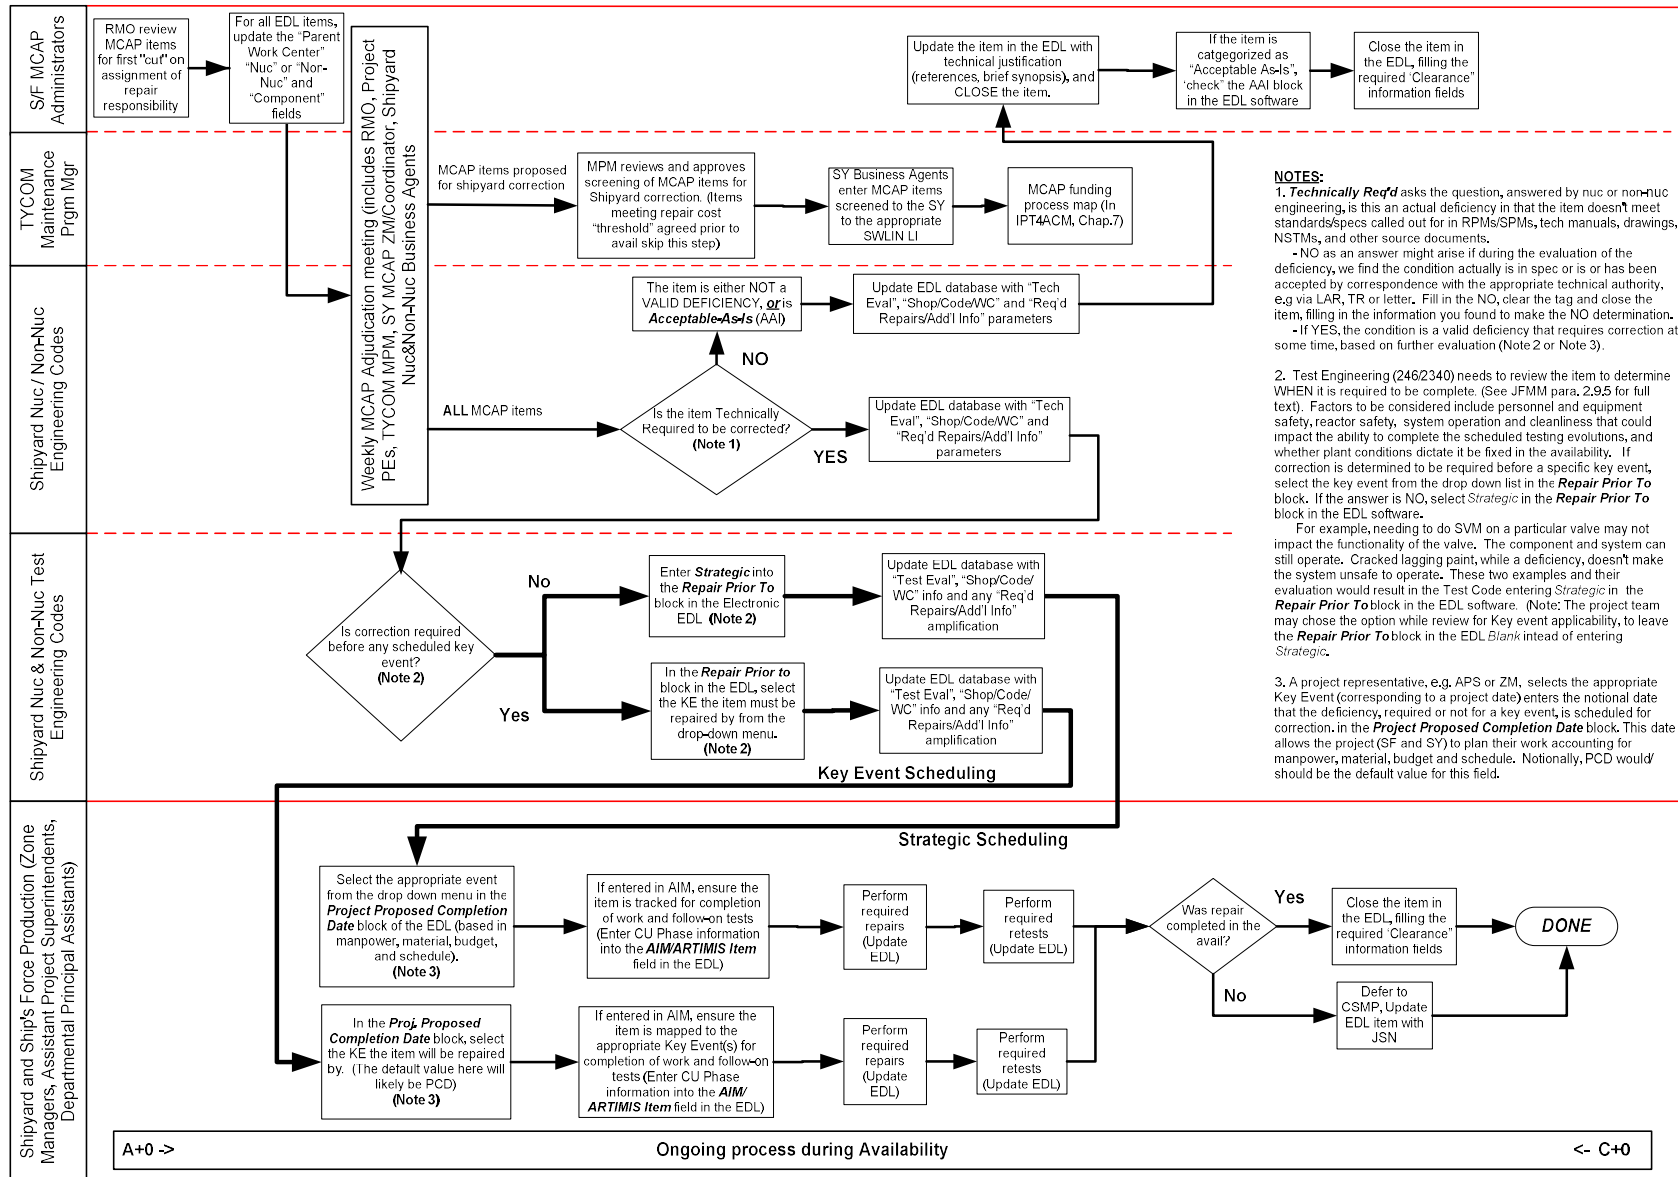 S/F MCAP
Administrators
RMO review
MCAP items
for first "cut" on
assignment of
repair
responsibility
For all EDL items,
update the “Parent
Work Center”
“Nuc” or “Non-
Nuc” and
“Component”
fields
Update the item in the EDL with
technical justification
(references, brief synopsis), and
CLOSE the item.
If the item is
catgegorized as
“Acceptable As-Is”,
‘check” the AAI block
in the EDL software
Close the item in
the EDL, filling the
required ‘Clearance”
information fields
Weekly MCAP Adjudication meeting (includes RMO, Project
PEs, TYCOM MPM, SY MCAP ZM/Coordinator, Shipyard
Nuc&Non-Nuc Business Agents
TYCOM
Maintenance
Prgm Mgr
MCAP items proposed
for shipyard correction
MPM reviews and approves
screening of MCAP items for
Shipyard correction. (Items
meeting repair cost
“threshold” agreed prior to
avail skip this step)
SY Business Agents
enter MCAP items
screened to the SY
to the appropriate
SWLIN LI
MCAP funding
process map (In
IPT4ACM, Chap.7)
Shipyard Nuc / Non-Nuc
Engineering Codes
The item is either NOT A
VALID DEFICIENCY, or is
Acceptable-As-Is (AAI)
Update EDL database with “Tech
Eval”, “Shop/Code/WC” and “Req’d
Repairs/Add’l Info” parameters
NO
ALL MCAP items
Is the item Technically
Required to be corrected?
(Note 1)
YES
Update EDL database with “Tech
Eval”, “Shop/Code/WC” and
“Req’d Repairs/Add’l Info”
parameters
Shipyard Nuc & Non-Nuc Test
Engineering Codes
Is correction required
before any scheduled key
event?
(Note 2)
No
Enter Strategic into
the Repair Prior To
block in the Electronic
EDL (Note 2)
Update EDL database with
“Test Eval”, “Shop/Code/
WC” info and any “Req’d
Repairs/Add’l Info”
amplification
Yes
In the Repair Prior to
block in the EDL, select
the KE the item must be
repaired by from the
drop-down menu.
(Note 2)
Update EDL database with
“Test Eval”, “Shop/Code/
WC” info and any “Req’d
Repairs/Add’l Info”
amplification
Key Event Scheduling
NOTES:
1. Technically Req'd asks the question, answered by nuc or non-nuc
engineering, is this an actual deficiency in that the item doesn't meet
standards/specs called out for in RPMs/SPMs, tech manuals, drawings,
NSTMs, and other source documents.
- NO as an answer might arise if during the evaluation of the
deficiency, we find the condition actually is in spec or is or has been
accepted by correspondence with the appropriate technical authority,
e.g via LAR, TR or letter. Fill in the NO, clear the tag and close the
item, filling in the information you found to make the NO determination.
- If YES, the condition is a valid deficiency that requires correction at
some time, based on further evaluation (Note 2 or Note 3).
2. Test Engineering (246/2340) needs to review the item to determine
WHEN it is required to be complete. (See JFMM para. 2.9.5 for full
text). Factors to be considered include personnel and equipment
safety, reactor safety, system operation and cleanliness that could
impact the ability to complete the scheduled testing evolutions, and
whether plant conditions dictate it be fixed in the availability. If
correction is determined to be required before a specific key event,
select the key event from the drop down list in the Repair Prior To
block. If the answer is NO, select Strategic in the Repair Prior To
block in the EDL software.
For example, needing to do SVM on a particular valve may not
impact the functionality of the valve. The component and system can
still operate. Cracked lagging paint, while a deficiency, doesn't make
the system unsafe to operate. These two examples and their
evaluation would result in the Test Code entering Strategic in the
Repair Prior To block in the EDL software. (Note: The project team
may chose the option while review for Key event applicability, to leave
the Repair Prior To block in the EDL Blank intead of entering
Strategic.
3. A project representative, e.g. APS or ZM, selects the appropriate
Key Event (corresponding to a project date) enters the notional date
that the deficiency, required or not for a key event, is scheduled for
correction. in the Project Proposed Completion Date block. This date
allows the project (SF and SY) to plan their work accounting for
manpower, material, budget and schedule. Notionally, PCD would/
should be the default value for this field.
Shipyard and Ship's Force Production (Zone
Managers, Assistant Project Superintendents,
Departmental Principal Assistants)
Strategic Scheduling
Select the appropriate event
from the drop down menu in the
Project Proposed Completion
Date block of the EDL (based in
manpower, material, budget,
and schedule).
(Note 3)
If entered in AIM, ensure the
item is tracked for completion
of work and follow-on tests
(Enter CU Phase information
into the AIM/ARTIMIS Item
field in the EDL)
Perform
required
repairs
(Update
EDL)
Perform
required
retests
(Update EDL)
Was repair
completed in the
avail?
Yes
Close the item in
the EDL, filling the
required ‘Clearance”
information fields
DONE
No
Defer to
CSMP, Update
EDL item with
JSN
In the Proj. Proposed
Completion Date block, select
the KE the item will be repaired
by. (The default value here will
likely be PCD)
(Note 3)
If entered in AIM, ensure the
item is mapped to the
appropriate Key Event(s) for
completion of work and follow-on
tests (Enter CU Phase
information into the AIM/
ARTIMIS Item field in the EDL)
Perform
required
repairs
(Update
EDL)
Perform
required
retests
(Update EDL)
A+0 -> Ongoing process during Availability <- C+0